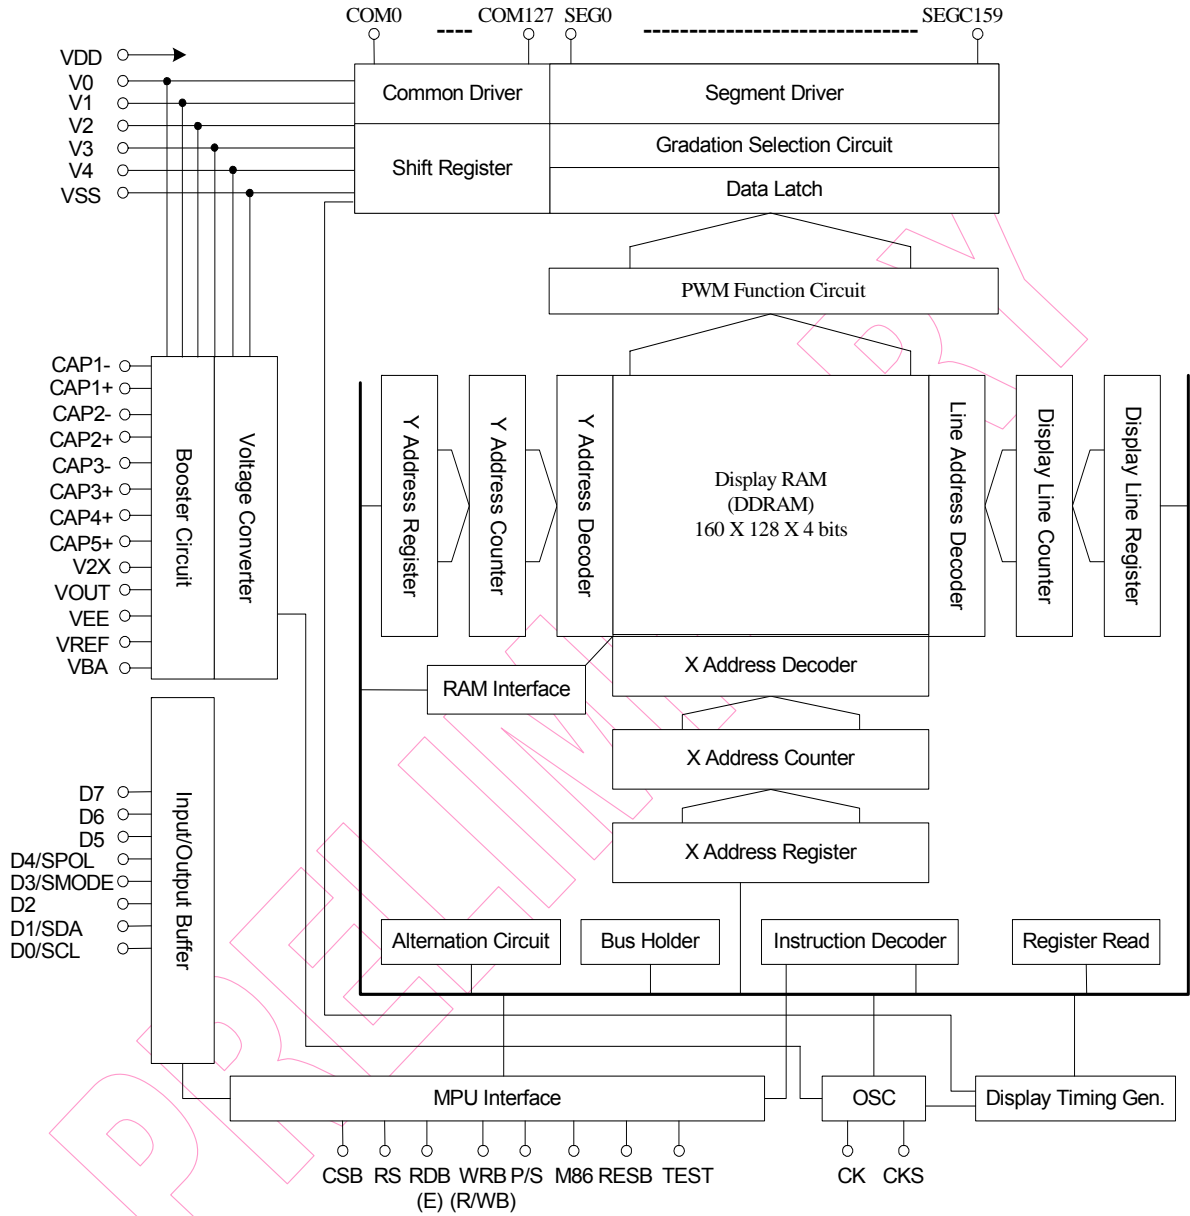 COM0 COM127 SEG0 SEGC159
VDD
V0
V1
V2
V3
V4
VSS
Common Driver
Segment Driver
Shift Register
Gradation Selection Circuit
Data Latch
PWM Function Circuit
CAP1-
CAP1+
CAP2-
CAP2+
CAP3-
CAP3+
CAP4+
CAP5+
V2X
VOUT
VEE
VREF
VBA
Booster Circuit
Voltage Converter
Y Address Register
Y Address Counter
Y Address Decoder
Display RAM
(DDRAM)
160 X 128 X 4 bits
Line Address Decoder
Display Line Counter
Display Line Register
RAM Interface
X Address Decoder
X Address Counter
X Address Register
D7
D6
D5
D4/SPOL
D3/SMODE
D2
D1/SDA
D0/SCL
Input/Output Buffer
Alternation Circuit
Bus Holder
Instruction Decoder
Register Read
MPU Interface
OSC
Display Timing Gen.
CSB RS RDB WRB P/S M86 RESB TEST
(E) (R/WB)
CK CKS
PRELIMINARY